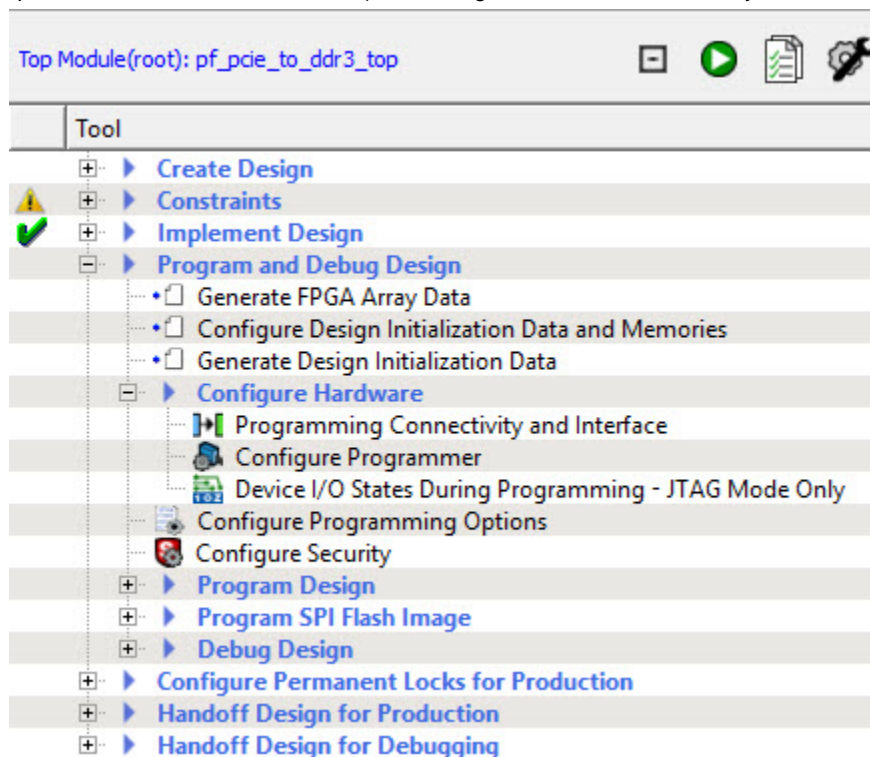 Top Module(root): pf_pcie_to_ddr3_top
Tool
Create Design
Constraints
Implement Design
Program and Debug Design
Generate FPGA Array Data
Configure Design Initialization Data and Memories
Generate Design Initialization Data
Configure Hardware
Programming Connectivity and Interface
Configure Programmer
Device I/O States During Programming - JTAG Mode Only
Configure Programming Options
Configure Security
Program Design
Program SPI Flash Image
Debug Design
Configure Permanent Locks for Production
Handoff Design for Production
Handoff Design for Debugging